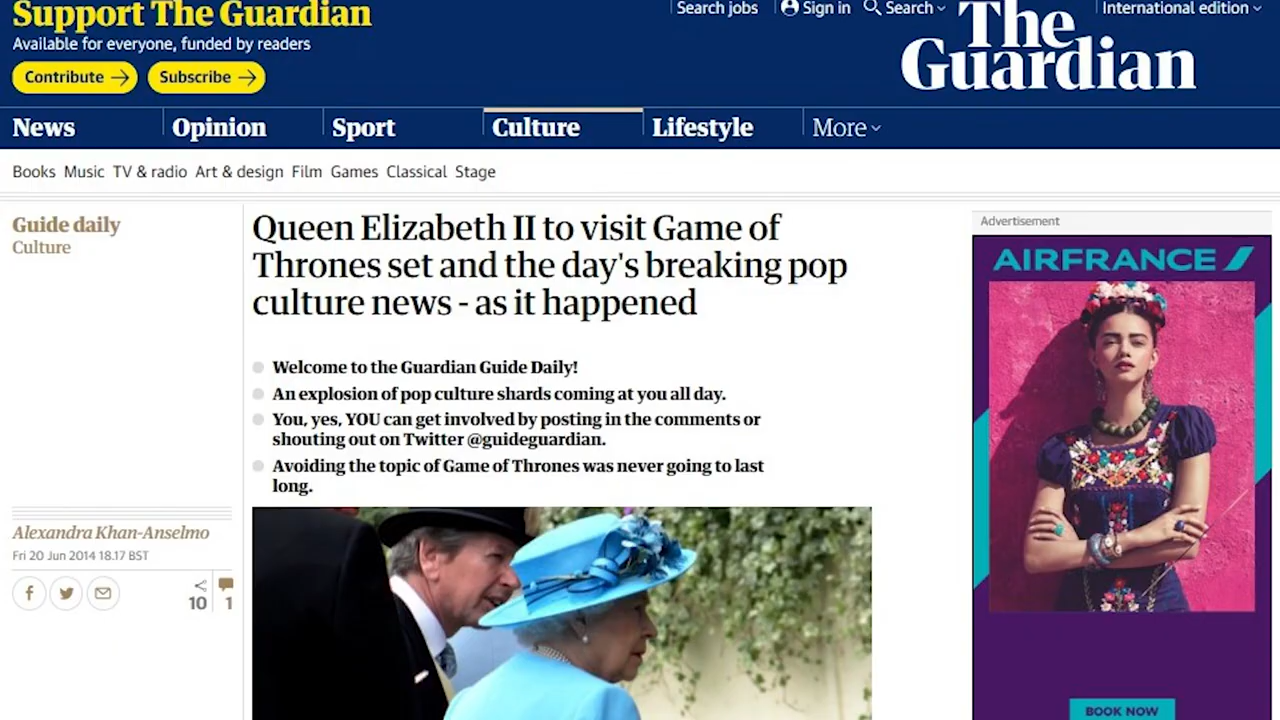 Support The Guardian
Available for everyone, funded by readers
Contribute
Subscribe
Search jobs
Sign in
Search
International edition
The
Guardian
News
Opinion
Sport
Culture
Lifestyle
More
Books Music TV & radio Art & design Film Games Classical Stage
Guide daily
Culture
Queen Elizabeth II to visit Game of
Thrones set and the day's breaking pop
culture news - as it happened
Welcome to the Guardian Guide Daily!
An explosion of pop culture shards coming at you all day.
You, yes, YOU can get involved by posting in the comments or
shouting out on Twitter @guideguardian.
Avoiding the topic of Game of Thrones was never going to last
long.
Alexandra Khan-Anselmo
Fri 20 Jun 2014 18.17 BST
10
1
Advertisement
AIRFRANCE
BOOK NOW